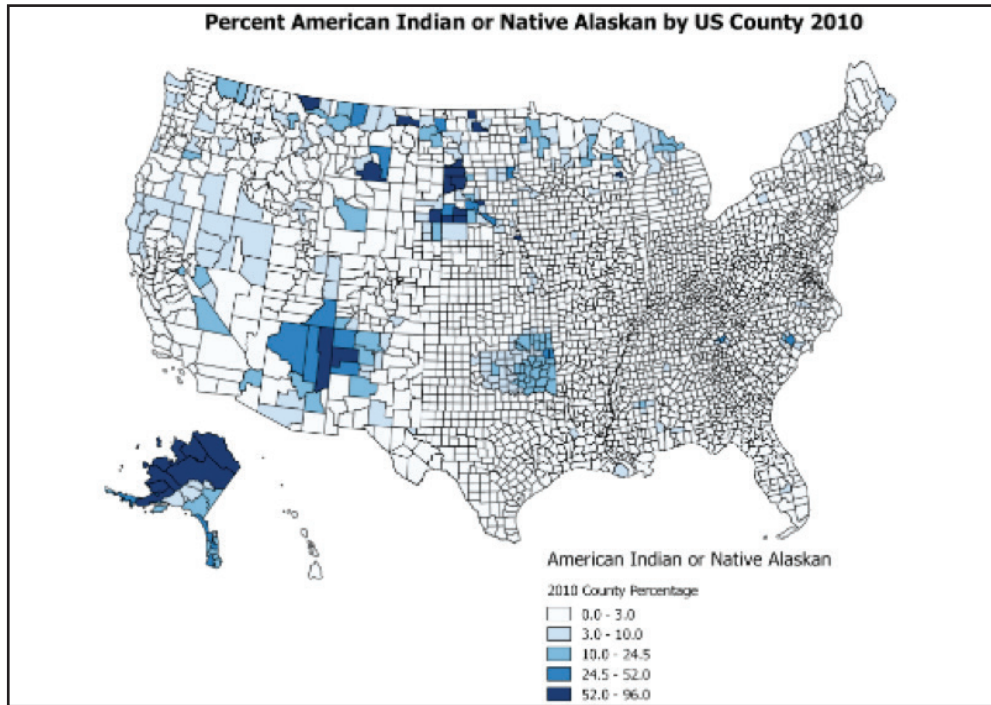 Percent American Indian or Native Alaskan by US County 2010
American Indian or Native Alaskan
2010 County Percentage
0.0 - 3.0
3.0 - 10.0
10.0 - 24.5
24.5 - 52.0
52.0 - 96.0